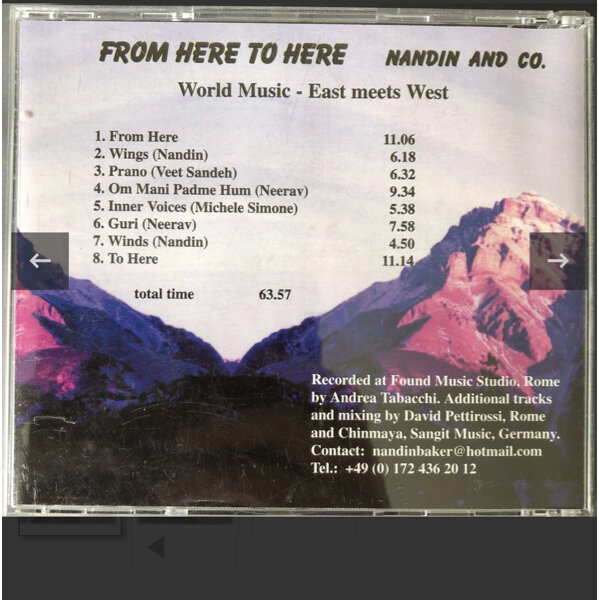 FROM HERE TO HERE NANDIN AND CO.
World Music - East meets West
1. From Here 11.06
2. Wings (Nandin) 6.18
3. Prano (Veet Sandeh) 6.32
4. Om Mani Padme Hum (Neerav) 9.34
5. Inner Voices (Michele Simone) 5.38
6. Guri (Neerav) 7.58
7. Winds (Nandin) 4.50
8. To Here 11.14
total time 63.57
Recorded at Found Music Studio, Rome
by Andrea Tabacchi. Additional tracks
and mixing by David Pettirossi, Rome
and Chinmaya, Sangit Music, Germany.
Contact: nandinbaker@hotmail.com
Tel.: +49 (0) 172 436 20 12